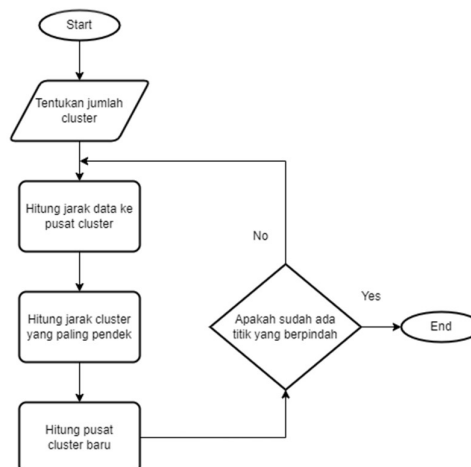 Start
Tentukan jumlah
cluster
Hitung jarak data ke
pusat cluster
No
Hitung jarak cluster
yang paling pendek
Apakah sudah ada
titik yang berpindah
Yes
End
Hitung pusat
cluster baru